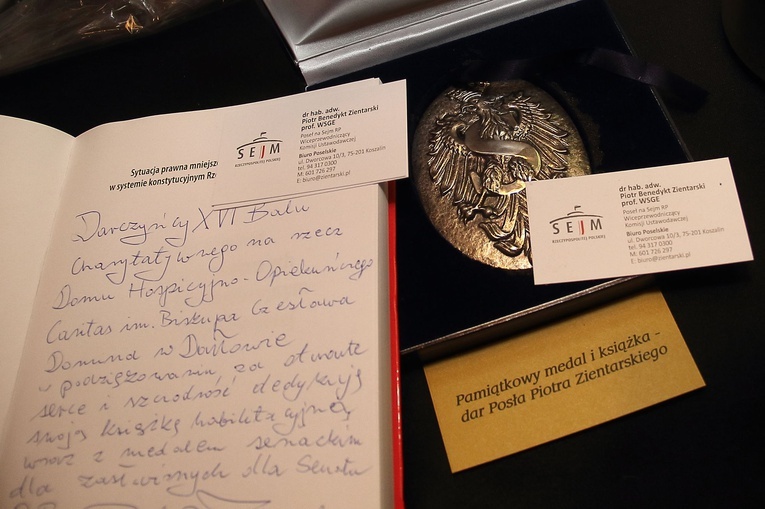 Sytuacja prawna mniejsz
w systemie konstytucyjnym Rz
SEJM
RZECZYPOSPOLITEJ POLSKIEJ
dr hab. adw.
Piotr Benedykt Zientarski
prof. WSGE
Poseł na Sejm RP
Wiceprzewodniczący
Komisji Ustawodawczej
Biuro Poselskie
ul. Dworcowa 10/3, 75-201 Koszalin
tel. 94 317 0300
M: 601 726 297
E: biuro@zientarski.pl
Darczyńcy XVI Balu
Charytatywnego na rzecz
Domu Hospicyjno-Opiekuńczego
Caritas im. Biskupa Czesława
Domina w Darłowie
w podziękowaniu za otwarte
serce i szczodrość dedykuję
swoją książkę habilitacyjną
wraz z medalem senackim
dla zasłużonych dla Senatu
SEJM
RZECZYPOSPOLITEJ POLSKIEJ
dr hab. adw.
Piotr Benedykt Zientarski
prof. WSGE
Poseł na Sejm RP
Wiceprzewodniczący
Komisji Ustawodawczej
Biuro Poselskie
ul. Dworcowa 10/3, 75-201 Koszalin
tel. 94 317 0300
M: 601 726 297
E: biuro@zientarski.pl
Pamiątkowy medal i książka -
dar Posła Piotra Zientarskiego